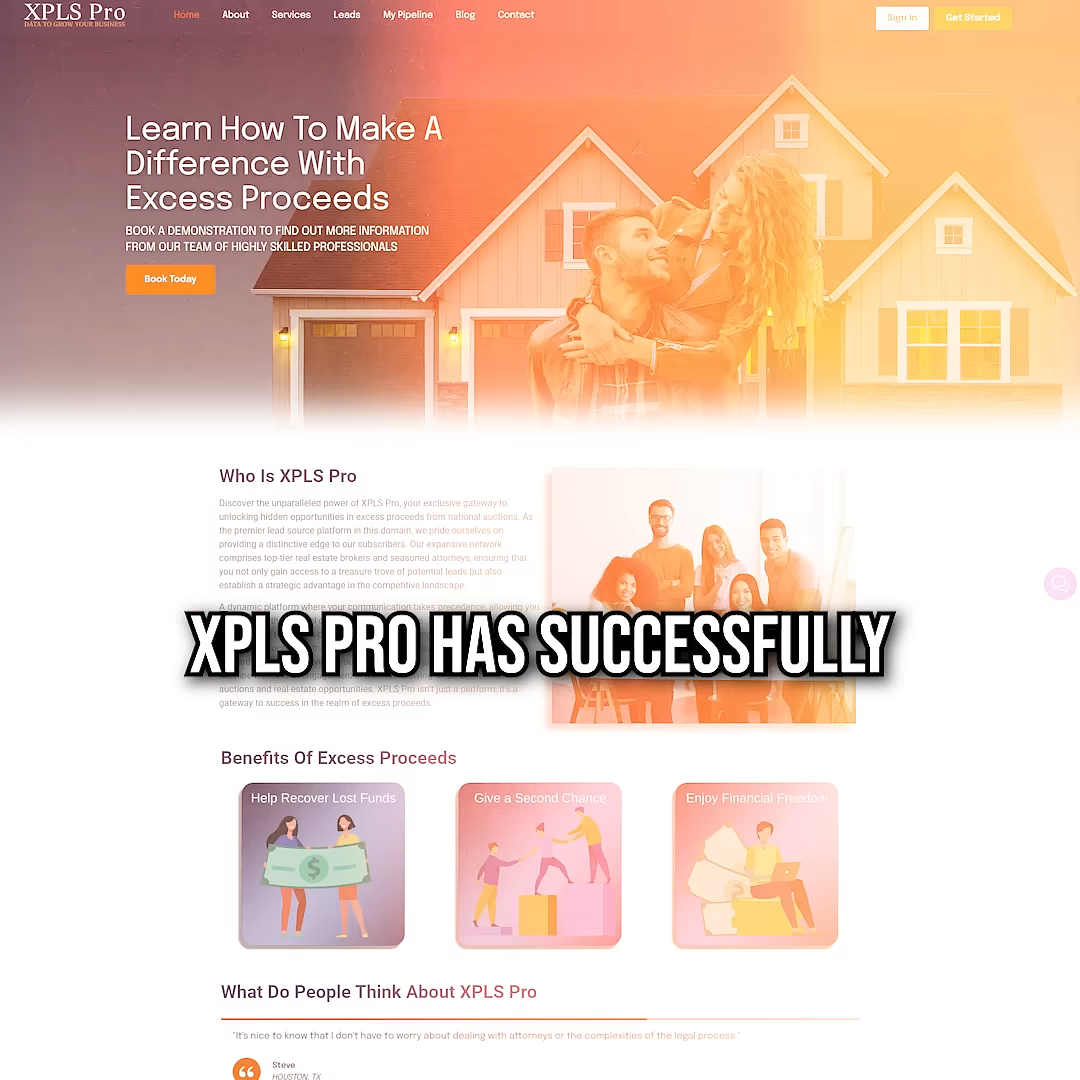 XPLS Pro
DATA TO GROW YOUR BUSINESS
Home
About
Services
Leads
My Pipeline
Blog
Contact
Sign In
Get Started
Learn How To Make A
Difference With
Excess Proceeds
BOOK A DEMONSTRATION TO FIND OUT MORE INFORMATION
FROM OUR TEAM OF HIGHLY SKILLED PROFESSIONALS
Book Today
Who Is XPLS Pro
Discover the unparalleled power of XPLS Pro, your exclusive gateway to
unlocking hidden opportunities in excess proceeds from national auctions. As
the premier lead source platform in this domain, we pride ourselves on
providing a distinctive edge to our subscribers. Our expansive network
comprises top-tier real estate brokers and seasoned attorneys, ensuring that
you not only gain access to a treasure trove of potential leads but also
establish a strategic advantage in the competitive landscape.
A dynamic platform where your communication takes precedence, allowing you
XPLS PRO HAS SUCCESSFULLY
auctions and real estate opportunities. XPLS Pro isn't just a platform; it's a
gateway to success in the realm of excess proceeds.
Benefits Of Excess Proceeds
Help Recover Lost Funds
Give a Second Chance
Enjoy Financial Freedom
What Do People Think About XPLS Pro
"It's nice to know that I don't have to worry about dealing with attorneys or the complexities of the legal process."
Steve
HOUSTON, TX